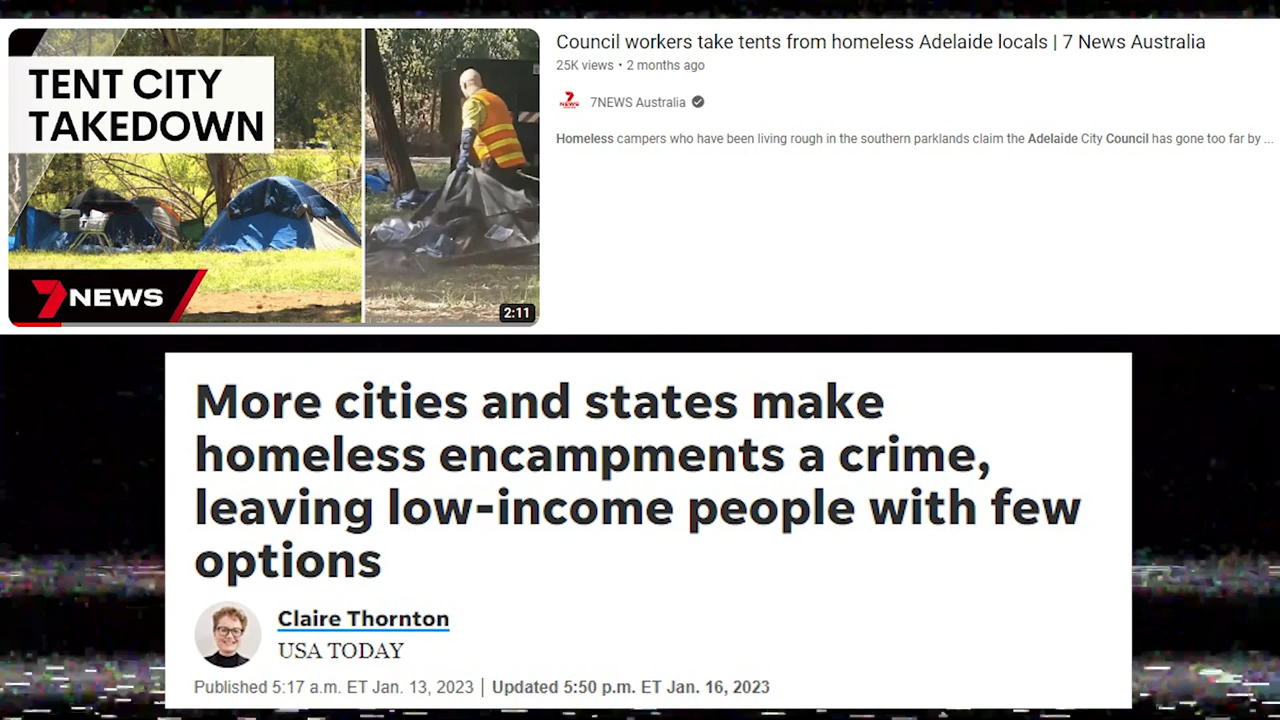 TENT CITY
TAKEDOWN
7NEWS
2:11
Council workers take tents from homeless Adelaide locals | 7 News Australia
25K views • 2 months ago
7NEWS Australia
Homeless campers who have been living rough in the southern parklands claim the Adelaide City Council has gone too far by ...
More cities and states make
homeless encampments a crime,
leaving low-income people with few
options
Claire Thornton
USA TODAY
Published 5:17 a.m. ET Jan. 13, 2023 | Updated 5:50 p.m. ET Jan. 16, 2023